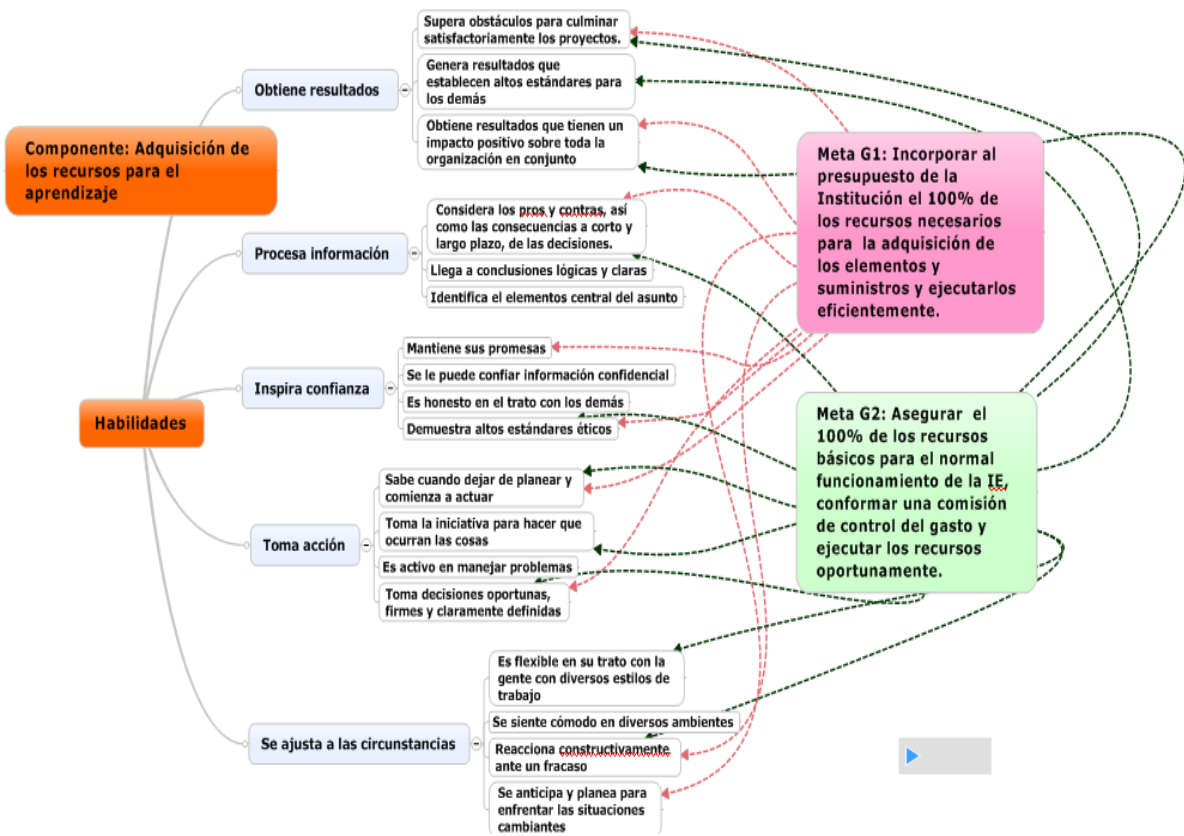 Supera obstáculos para culminar
satisfactoriamente los proyectos.
Genera resultados que
establecen altos estándares para
los demás
Obtiene resultados
Obtiene resultados que tienen un
impacto positivo sobre toda la
organización en conjunto
Componente: Adquisición de
los recursos para el
aprendizaje
Meta G1: Incorporar al
presupuesto de la
Institución el 100% de
los recursos necesarios
para la adquisición de
los elementos y
suministros y ejecutarlos
eficientemente.
Considera los pros y contras, así
como las consecuencias a corto y
largo plazo, de las decisiones.
Procesa información
Llega a conclusiones lógicas y claras
Identifica el elementos central del asunto
Mantiene sus promesas
Se le puede confiar información confidencial
Inspira confianza
Es honesto en el trato con los demás
Demuestra altos estándares éticos
Habilidades
Meta G2: Asegurar el
100% de los recursos
básicos para el normal
funcionamiento de la IE,
conformar una comisión
de control del gasto y
ejecutar los recursos
oportunamente.
Sabe cuando dejar de planear y
comienza a actuar
Toma la iniciativa para hacer que
ocurran las cosas
Toma acción
Es activo en manejar problemas
Toma decisiones oportunas,
firmes y claramente definidas
Es flexible en su trato con la
gente con diversos estilos de
trabajo
Se siente cómodo en diversos ambientes
Se ajusta a las circunstancias
Reacciona constructivamente
ante un fracaso
Se anticipa y planea para
enfrentar las situaciones
cambiantes